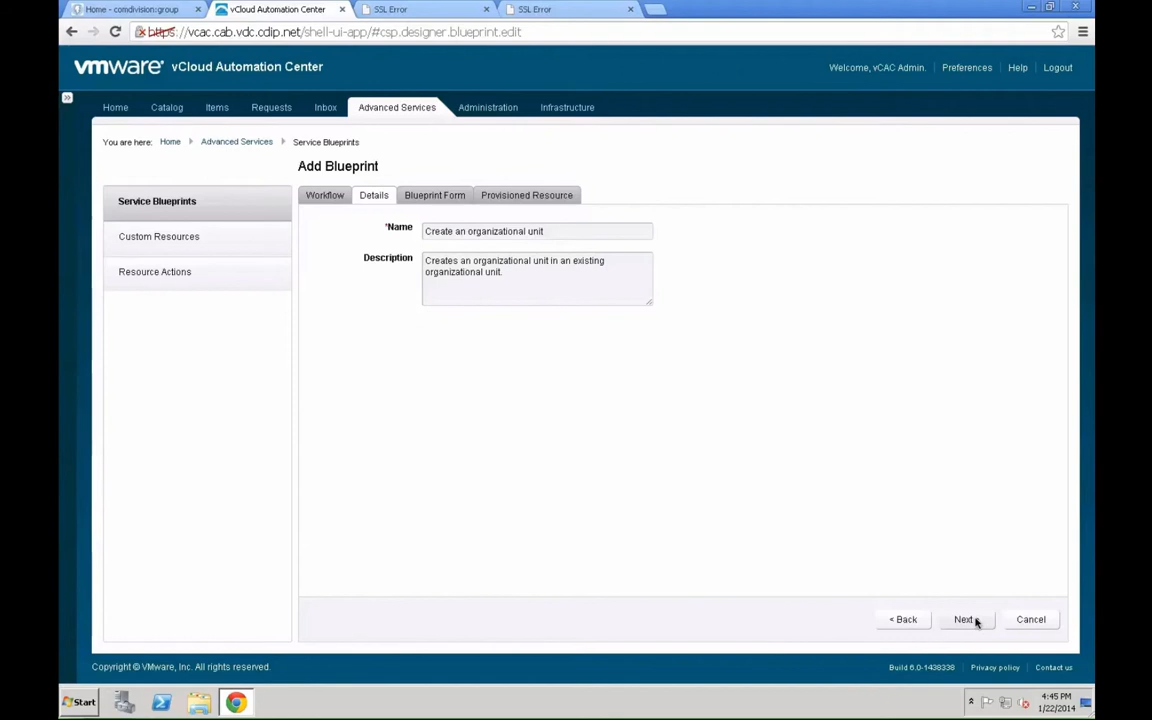 Home - comdivision:group
vCloud Automation Center
SSL Error
SSL Error
https://vcac.cab.vdc.cdip.net/shell-ui-app/#csp.designer.blueprint.edit
vmware® vCloud Automation Center
Welcome, vCAC Admin. Preferences Help Logout
Home Catalog Items Requests Inbox Advanced Services Administration Infrastructure
You are here: Home Advanced Services Service Blueprints
Add Blueprint
Service Blueprints
Custom Resources
Resource Actions
Workflow Details Blueprint Form Provisioned Resource
*Name Create an organizational unit
Description Creates an organizational unit in an existing
organizational unit.
< Back Next Cancel
Copyright © VMware, Inc. All rights reserved.
Build 6.0-1438338 Privacy policy Contact us
Start
4:45 PM
1/22/2014